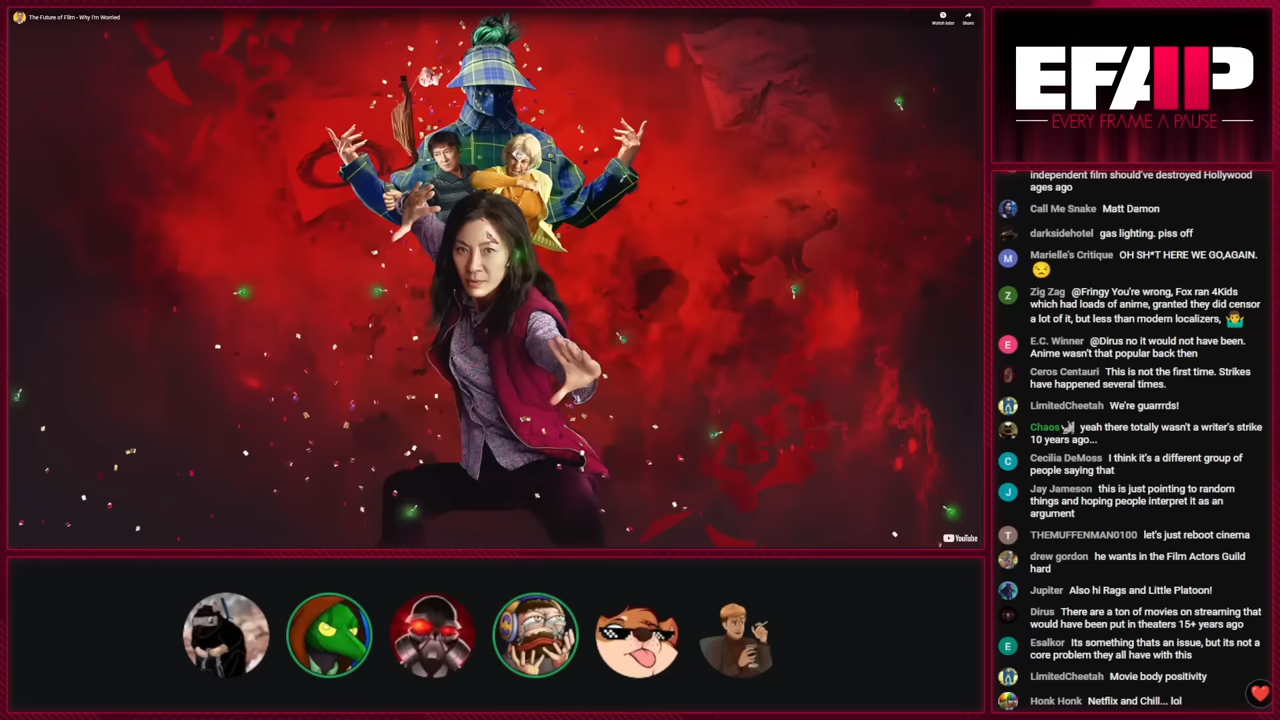 The Future of Film - Why I'm Worried
Watch later
Share
YouTube
EFAP
EVERY FRAME A PAUSE
independent film should've destroyed Hollywood
ages ago
Call Me Snake Matt Damon
darksidehotel gas lighting. piss off
M
Marielle's Critique OH SH*T HERE WE GO,AGAIN.
Z
Zig Zag @Fringy You're wrong, Fox ran 4Kids
which had loads of anime, granted they did censor
a lot of it, but less than modern localizers,
E
E.C. Winner @Dirus no it would not have been.
Anime wasn't that popular back then
Ceros Centauri This is not the first time. Strikes
have happened several times.
LimitedCheetah We're guarrrds!
Chaos yeah there totally wasn't a writer's strike
10 years ago...
C
Cecilia DeMoss I think it's a different group of
people saying that
J
Jay Jameson this is just pointing to random
things and hoping people interpret it as an
argument
T
THEMUFFENMAN0100 let's just reboot cinema
drew gordon he wants in the Film Actors Guild
hard
Jupiter Also hi Rags and Little Platoon!
Dirus There are a ton of movies on streaming that
would have been put in theaters 15+ years ago
E
Esalkor Its something thats an issue, but its not a
core problem they all have with this
LimitedCheetah Movie body positivity
Honk Honk Netflix and Chill... lol